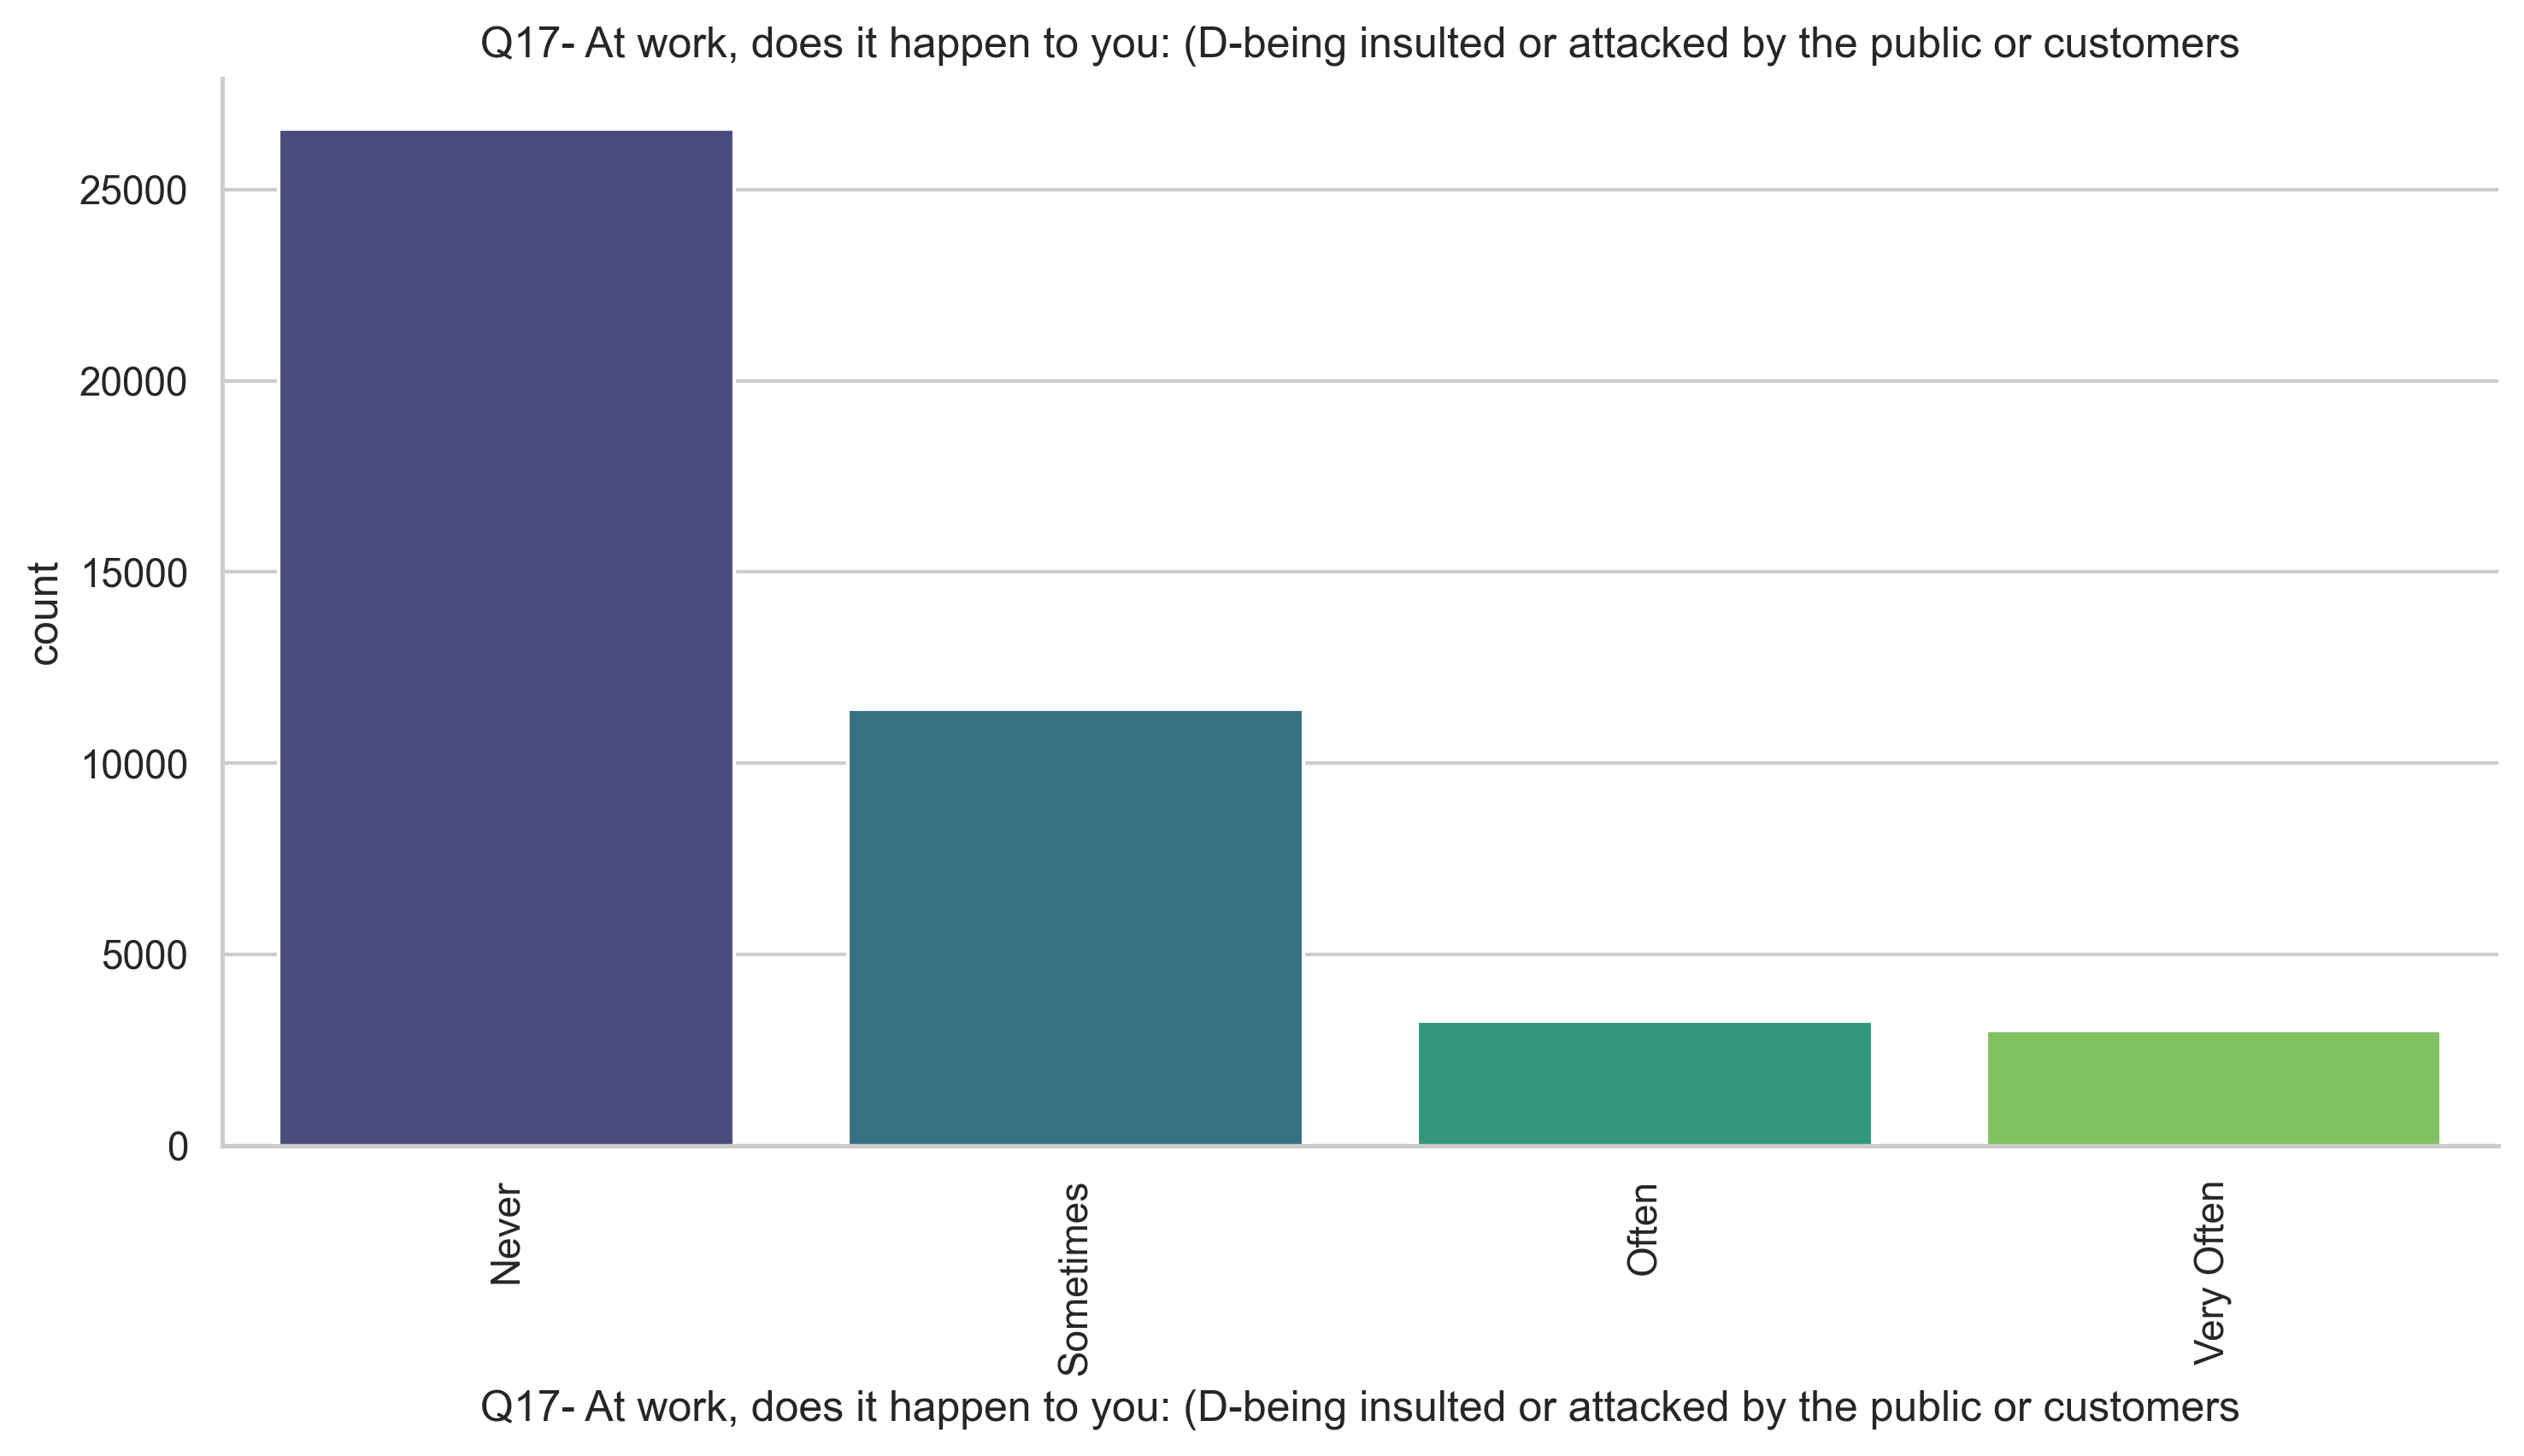 Q17- At work, does it happen to you: (D-being insulted or attacked by the public or customers
25000
20000
15000
10000
5000
0
count
Never
Sometimes
Often
Very Often
Q17- At work, does it happen to you: (D-being insulted or attacked by the public or customers